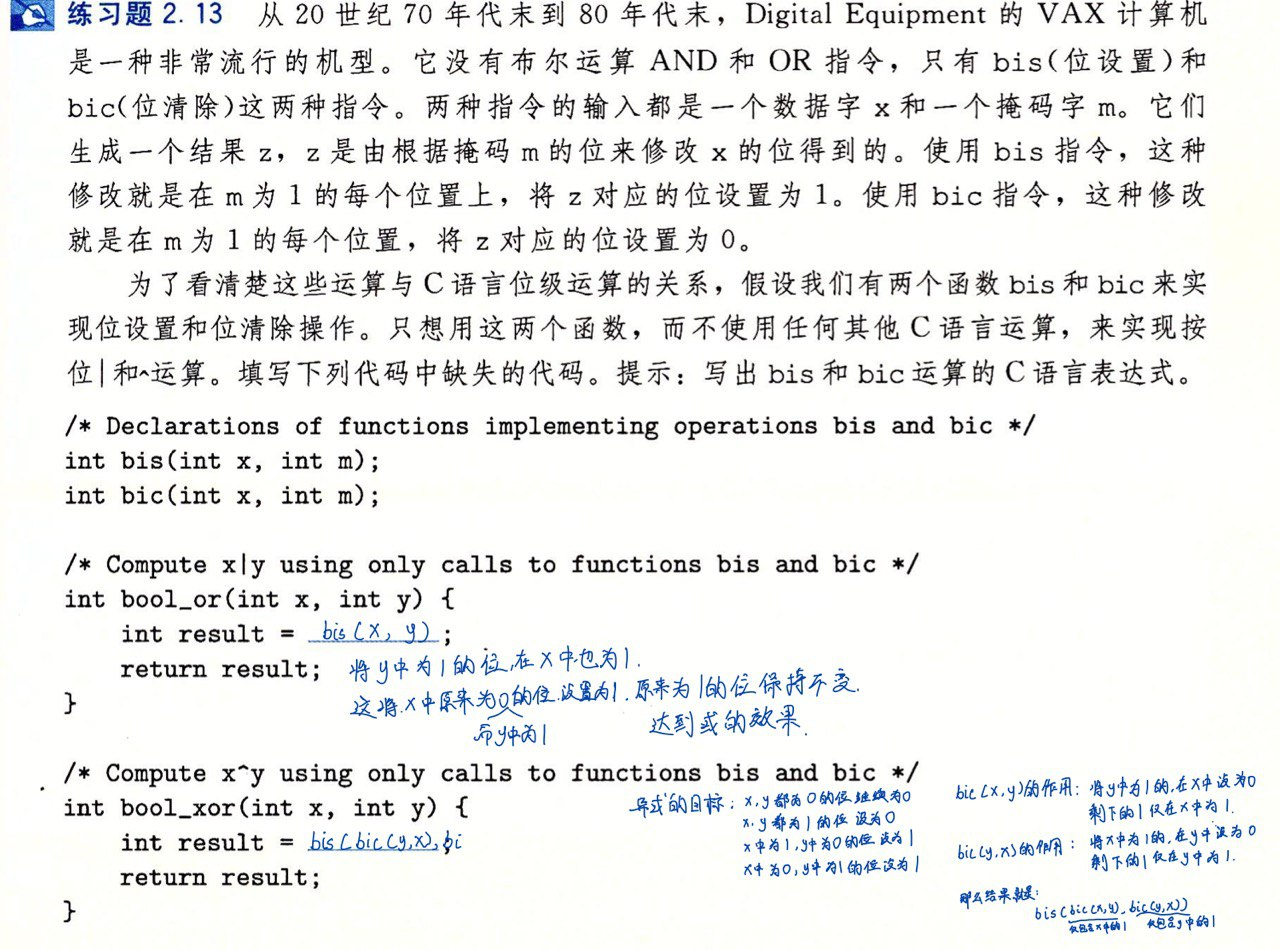 练习题 2.13 从 20 世纪 70 年代末到 80 年代末，Digital Equipment 的 VAX 计算机
是一种非常流行的机型。它没有布尔运算 AND 和 OR 指令，只有 bis(位设置)和
bic(位清除)这两种指令。两种指令的输入都是一个数据字 x 和一个掩码字 m。它们
生成一个结果 z，z 是由根据掩码 m 的位来修改 x 的位得到的。使用 bis 指令，这种
修改就是在 m 为 1 的每个位置上，将 z 对应的位设置为 1。使用 bic 指令，这种修改
就是在 m 为 1 的每个位置，将 z 对应的位设置为 0。
为了看清楚这些运算与 C 语言位级运算的关系，假设我们有两个函数 bis 和 bic 来实
现位设置和位清除操作。只想用这两个函数，而不使用任何其他 C 语言运算，来实现按
位|和^运算。填写下列代码中缺失的代码。提示：写出 bis 和 bic 运算的 C 语言表达式。
/* Declarations of functions implementing operations bis and bic */
int bis(int x, int m);
int bic(int x, int m);
/* Compute x|y using only calls to functions bis and bic */
int bool_or(int x, int y) {
int result = bis(x, y);
return result; 将y中为1的位,在x中也为1.
这将x中原来为0的位设置为1.原来为1的位保持不变.
}
而y中为1 达到或的效果.
/* Compute x^y using only calls to functions bis and bic */
int bool_xor(int x, int y) {
int result = bis(bic(y,x),bi
return result;
}
异或的目标：x,y都为0的位继续为0
x.y都为1的位设为0
x中为1,y中为0的位设为1
x中为0,y中为1的位设为1
bic(x,y)的作用：将y中为1的,在x中设为0
剩下的1仅在x中为1.
bic(y,x)的作用：将x中为1的,在y中设为0
剩下的1仅在y中为1.
那么结果就是：
bis(bic(x,y),bic(y,x))
仅包含x中的1 仅包含y中的1